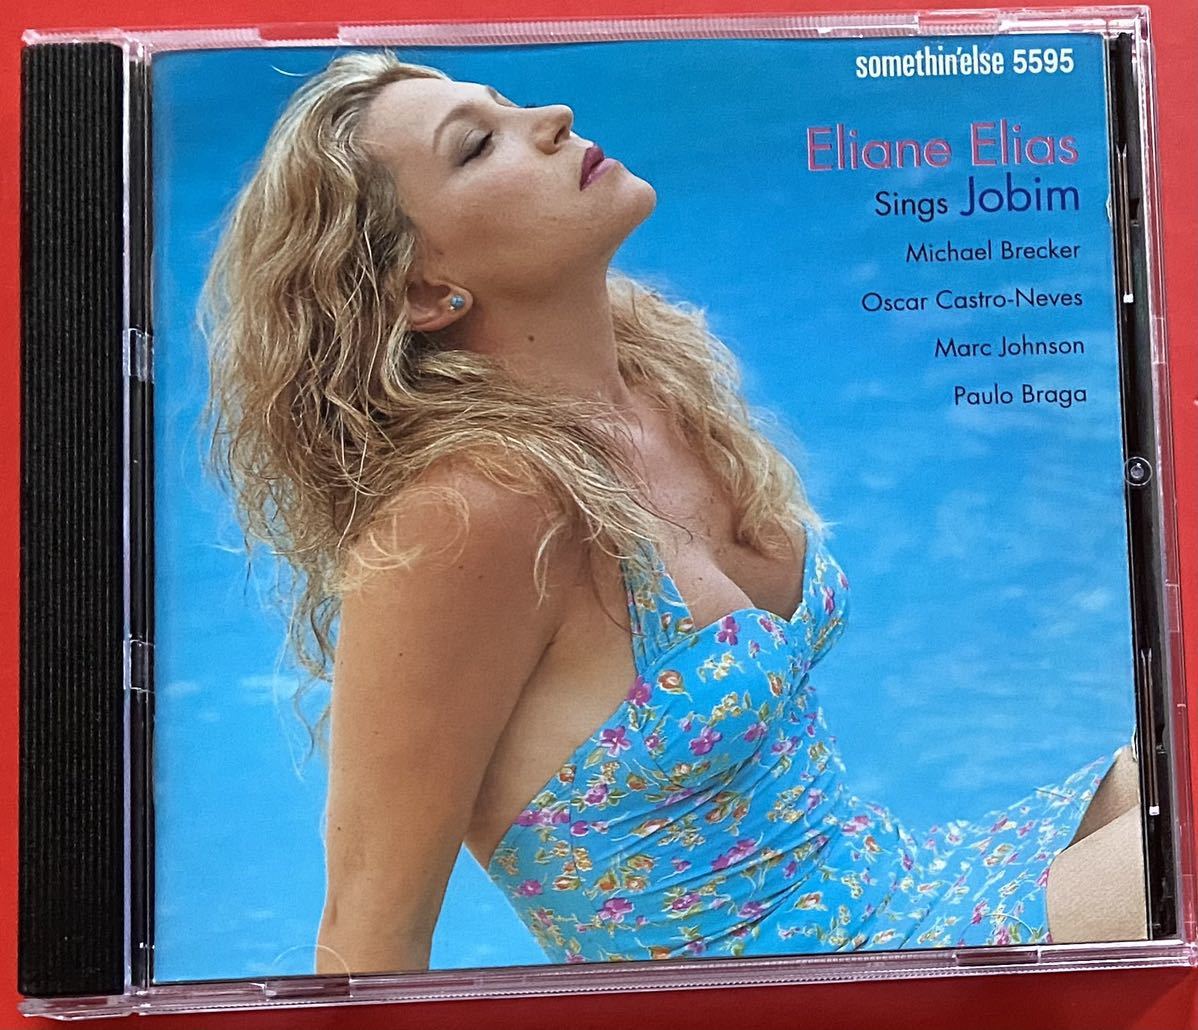 somethin'else 5595
Eliane Elias
Sings Jobim
Michael Brecker
Oscar Castro-Neves
Marc Johnson
Paulo Braga